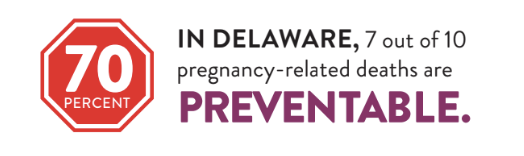 70
PERCENT
IN DELAWARE, 7 out of 10
pregnancy-related deaths are
PREVENTABLE.